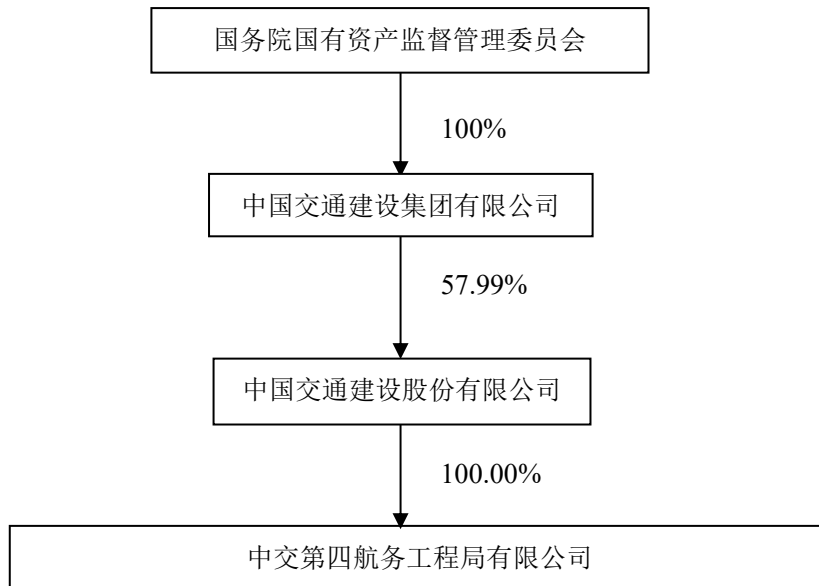 国务院国有资产监督管理委员会
100%
中国交通建设集团有限公司
57.99%
中国交通建设股份有限公司
100.00%
中交第四航务工程局有限公司